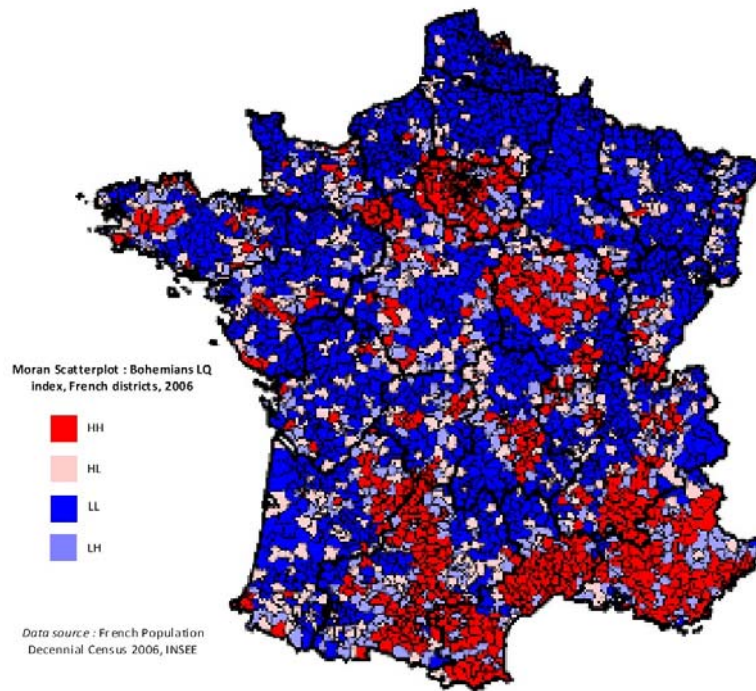 Moran Scatterplot : Bohemians LQ
index, French districts, 2006
HH
HL
LL
LH
Data source : French Population
Decennial Census 2006, INSEE